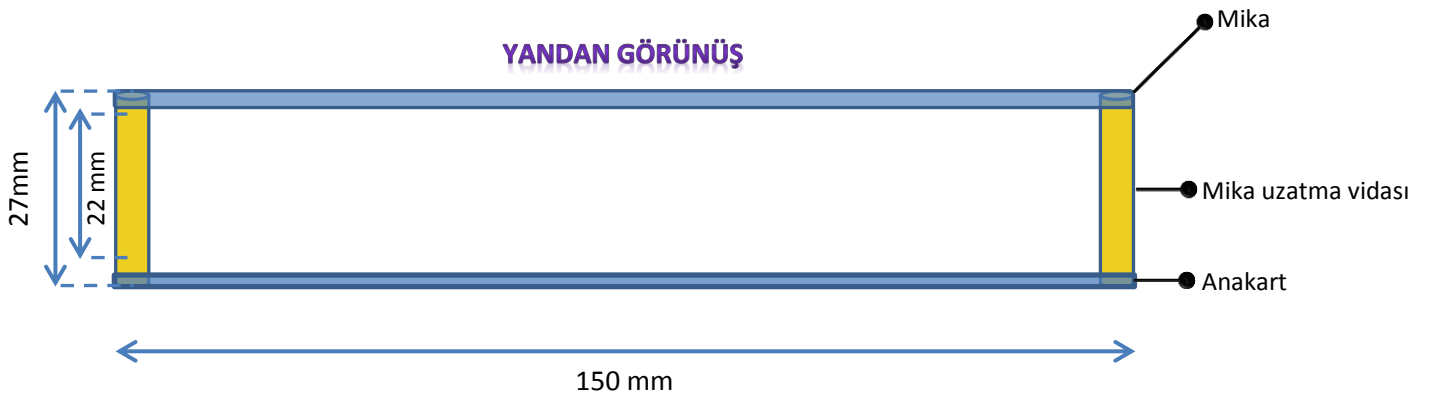 Mika
YANDAN GÖRÜNÜŞ
27mm
22 mm
Mika uzatma vidası
Anakart
150 mm